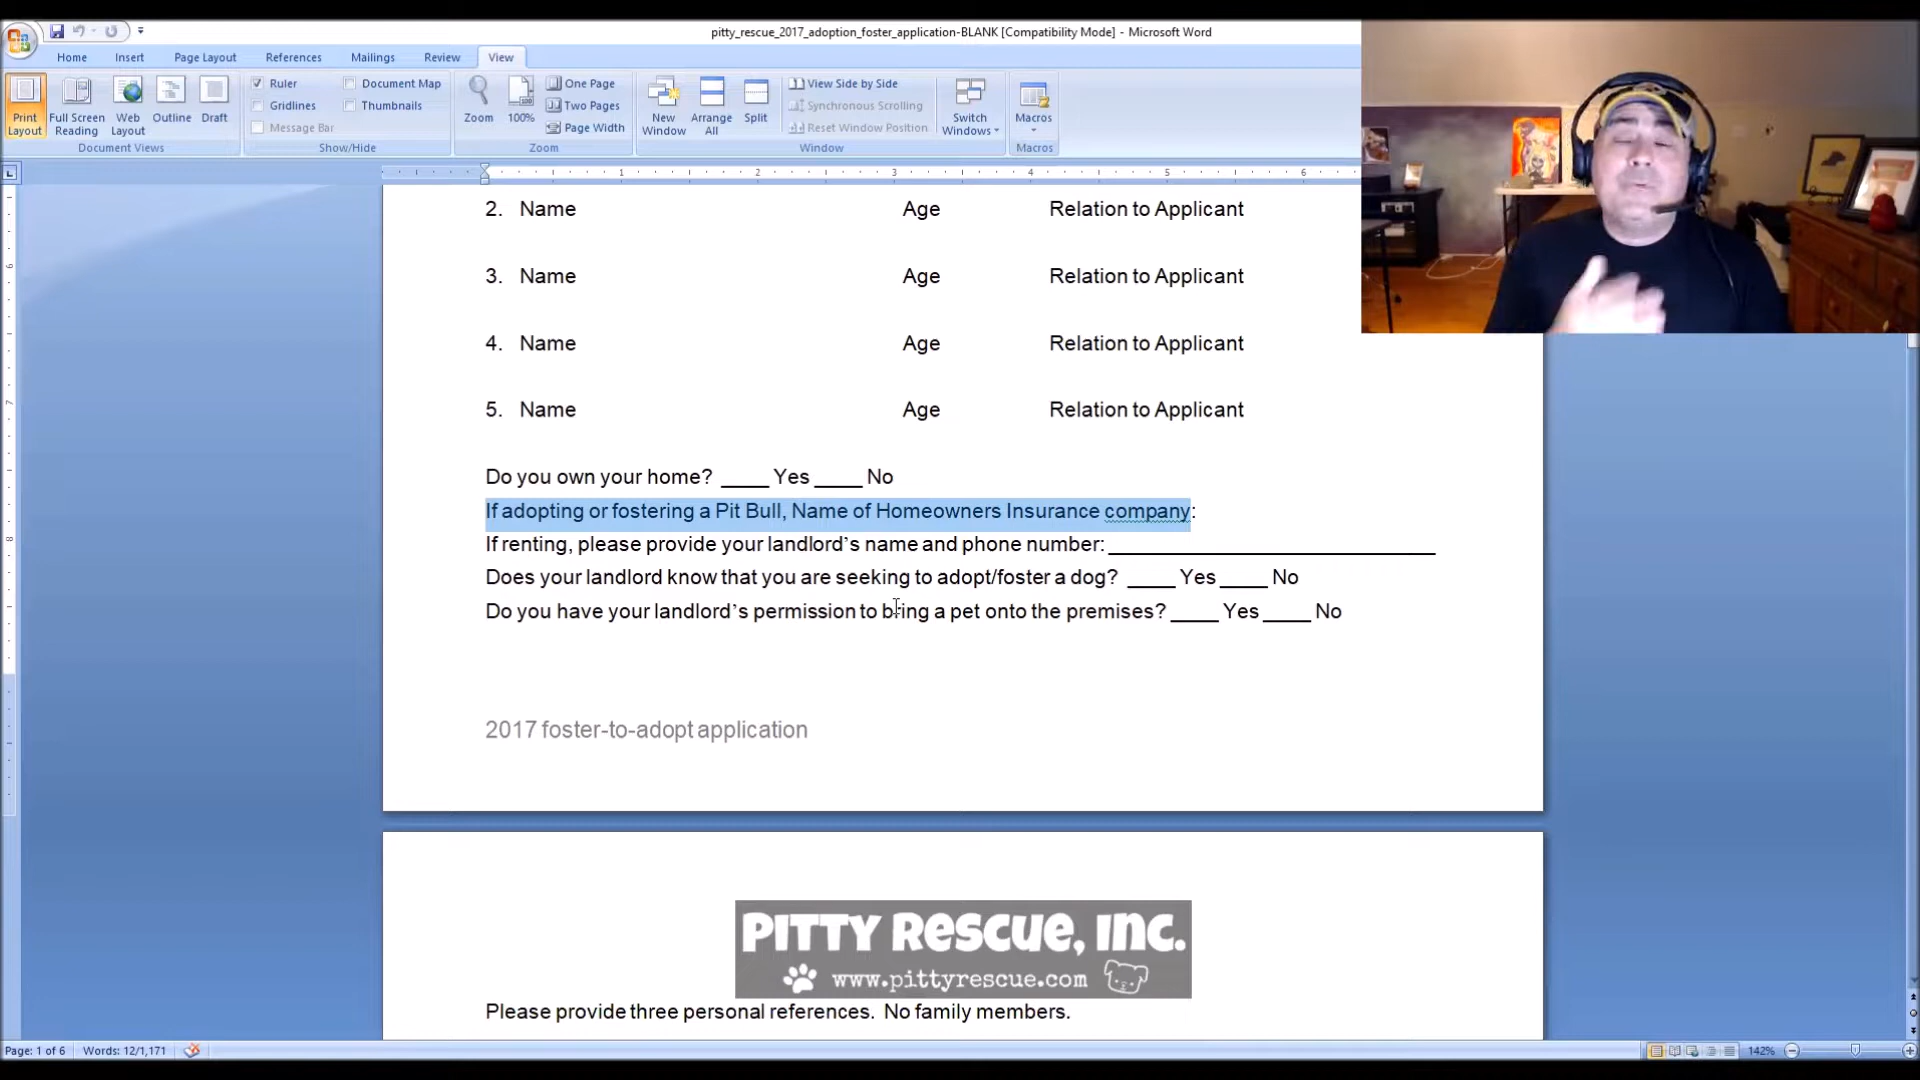 pitty_rescue_2017_adoption_foster_application-BLANK [Compatibility Mode] - Microsoft Word
Home Insert Page Layout References Mailings Review View
Print Layout
Full Screen Reading
Web Layout
Outline
Draft
Document Views
Ruler
Gridlines
Message Bar
Document Map
Thumbnails
Show/Hide
Zoom
100%
One Page
Two Pages
Page Width
Zoom
New Window
Arrange All
Split
View Side by Side
Synchronous Scrolling
Reset Window Position
Switch Windows
Window
Macros
Macros
1 2 3 4 5 6
2. Name Age Relation to Applicant
3. Name Age Relation to Applicant
4. Name Age Relation to Applicant
5. Name Age Relation to Applicant
Do you own your home? ____ Yes ____ No
If adopting or fostering a Pit Bull, Name of Homeowners Insurance company:
If renting, please provide your landlord’s name and phone number: ___________________________
Does your landlord know that you are seeking to adopt/foster a dog? ____ Yes ____ No
Do you have your landlord’s permission to bring a pet onto the premises? ____ Yes ____ No
2017 foster-to-adopt application
PITTY RESCUE, INC.
www.pittyrescue.com
Please provide three personal references. No family members.
Page: 1 of 6 Words: 12/1,171 142%